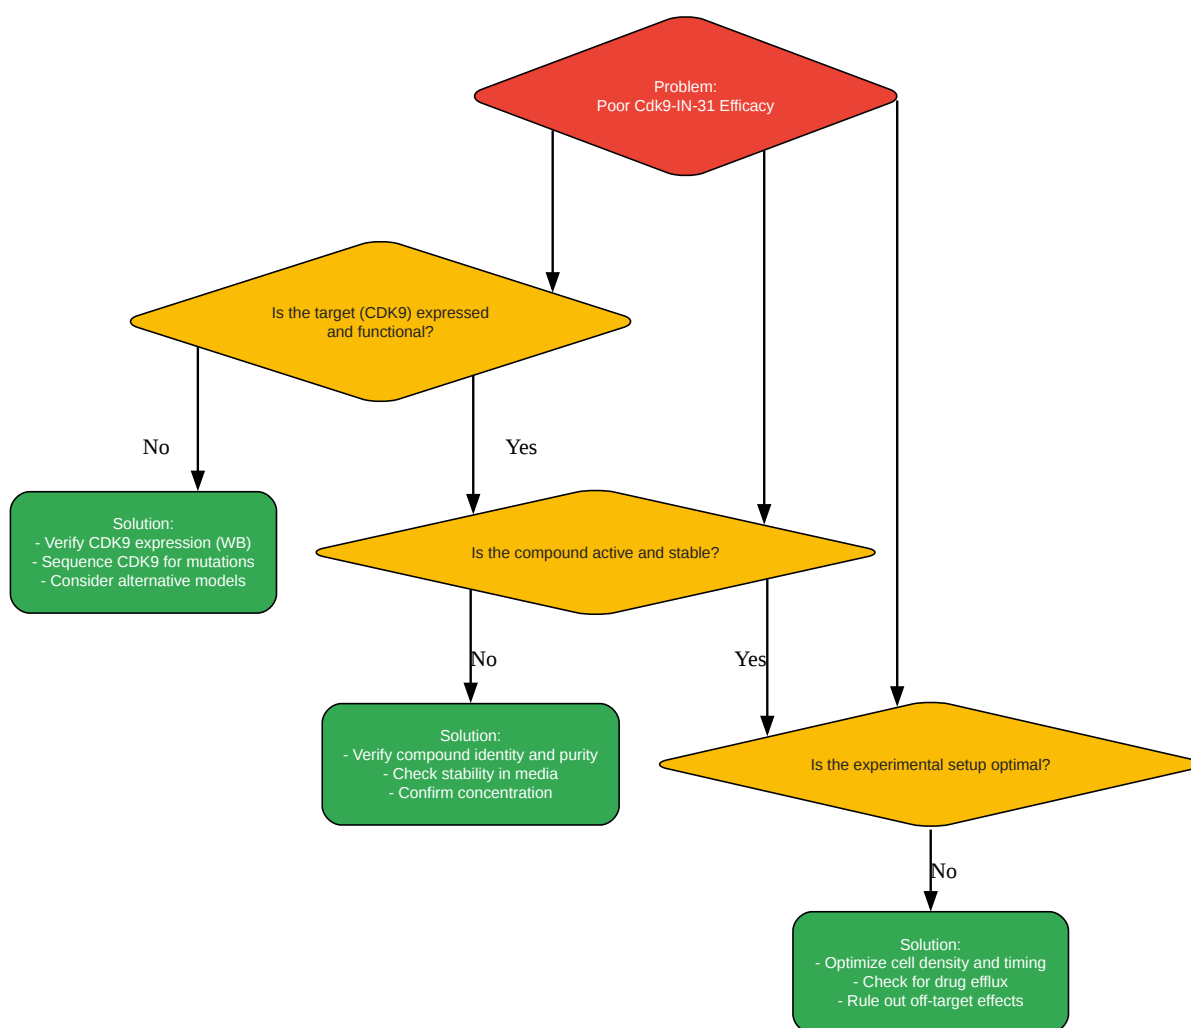 Problem:
Poor Cdk9-IN-31 Efficacy
Is the target (CDK9) expressed
and functional?
No
Yes
Solution:
- Verify CDK9 expression (WB)
- Sequence CDK9 for mutations
- Consider alternative models
Is the compound active and stable?
No
Yes
Solution:
- Verify compound identity and purity
- Check stability in media
- Confirm concentration
Is the experimental setup optimal?
No
Solution:
- Optimize cell density and timing
- Check for drug efflux
- Rule out off-target effects